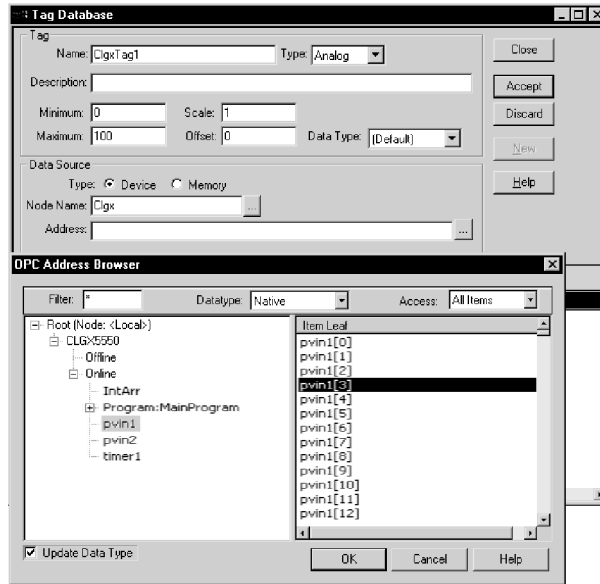 Tag Database
Tag
Name: ClgxTag1 Type: Analog
Close
Description:
Accept
Minimum: 0 Scale: 1
Discard
Maximum: 100 Offset: 0 Data Type: (Default)
New
Data Source
Type: Device Memory
Help
Node Name: Clgx ...
Address: ...
OPC Address Browser
Filter: * Datatype: Native Access: All Items
Root (Node: <Local>)
CLGX5550
Offline
Online
IntArr
Program:MainProgram
pvin1
pvin2
timer1
Item Leaf
pvin1[0]
pvin1[1]
pvin1[2]
pvin1[3]
pvin1[4]
pvin1[5]
pvin1[6]
pvin1[7]
pvin1[8]
pvin1[9]
pvin1[10]
pvin1[11]
pvin1[12]
Update Data Type
OK Cancel Help